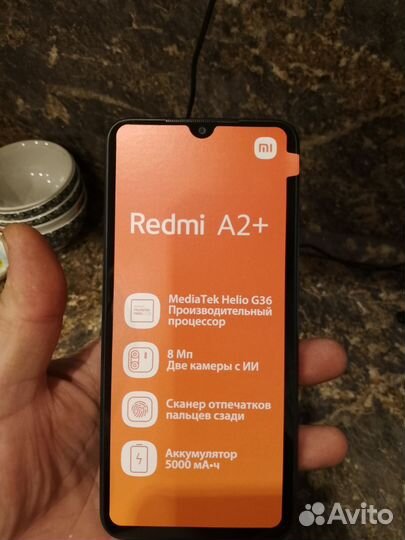 mi
Redmi A2+
MediaTek Helio G36
Производительный
процессор
8 Мп
Две камеры с ИИ
Сканер отпечатков
пальцев сзади
Аккумулятор
5000 мА•ч
Avito